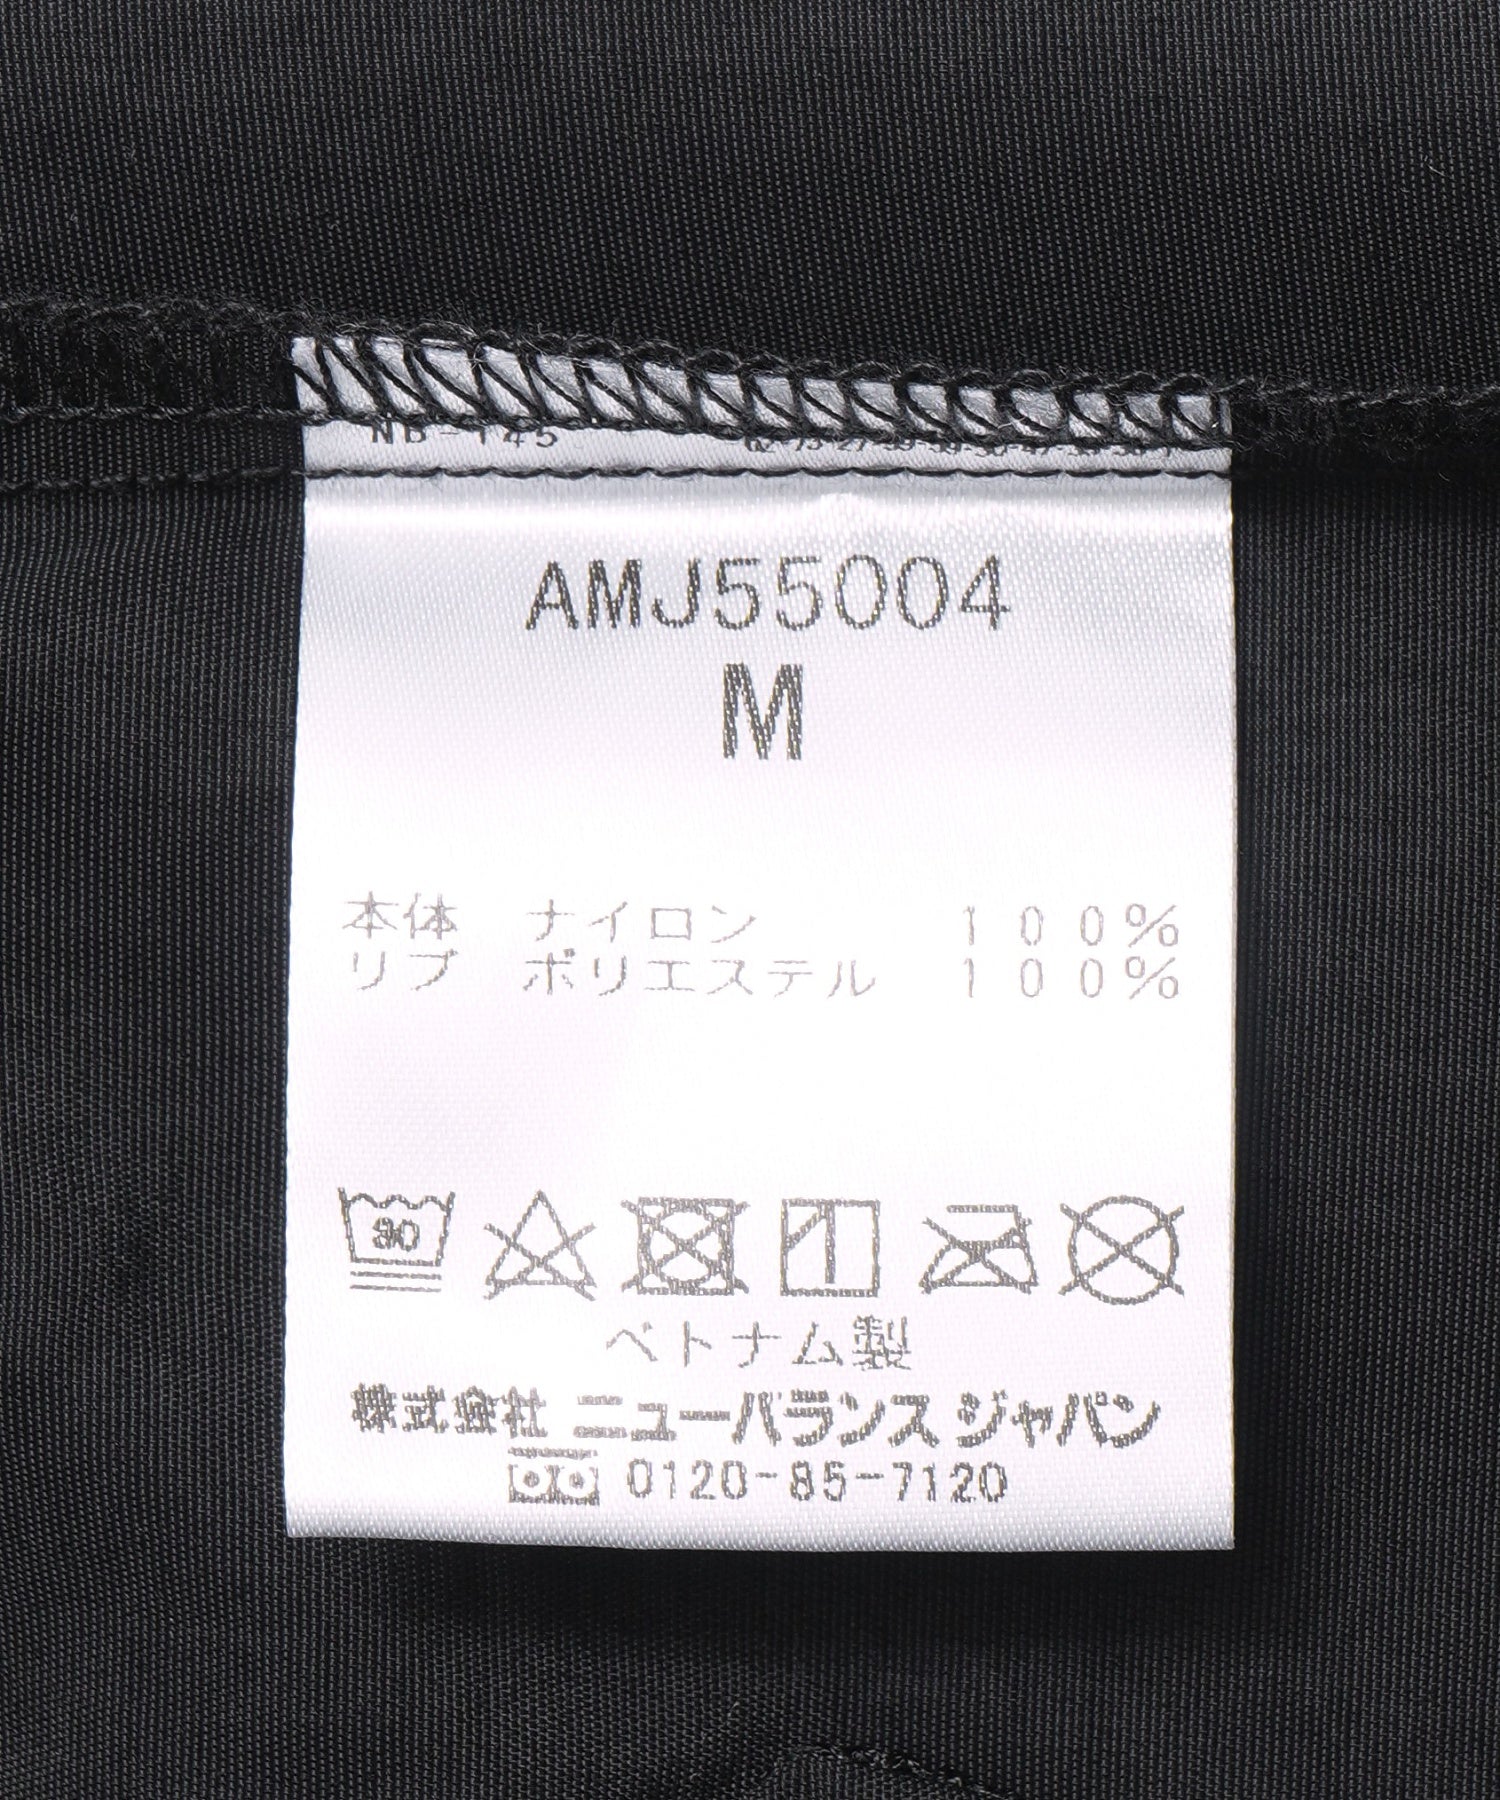 NB-145
AMJ55004
M
本体 ナイロン 100%
リブ ポリエステル 100%
30
ベトナム製
株式会社 ニューバランス ジャパン
0120-85-7120